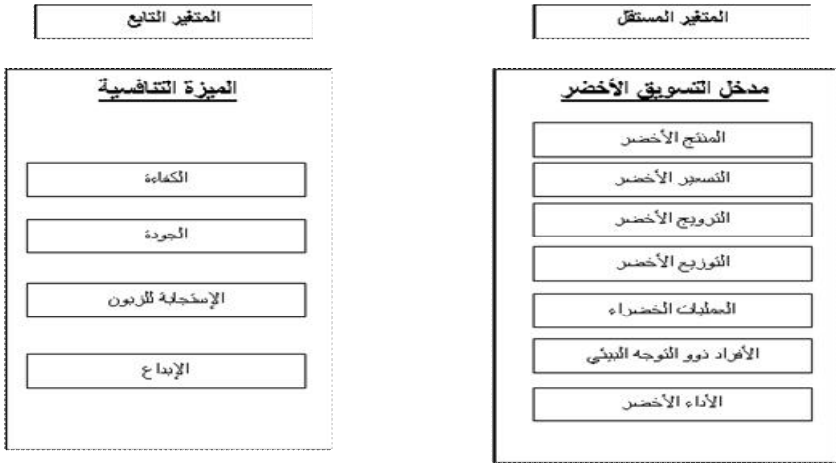 المتغير المستقل
المتغير التابع
مدخل التسويق الأخضر
المنتج الأخضر
التسعير الأخضر
الترويج الأخضر
التوزيع الأخضر
العمليات الخضراء
الأفراد ذوو التوجه البيئي
الأداء الأخضر
الميزة التنافسية
الكفاءة
الجودة
الإستجابة للزبون
الإبداع